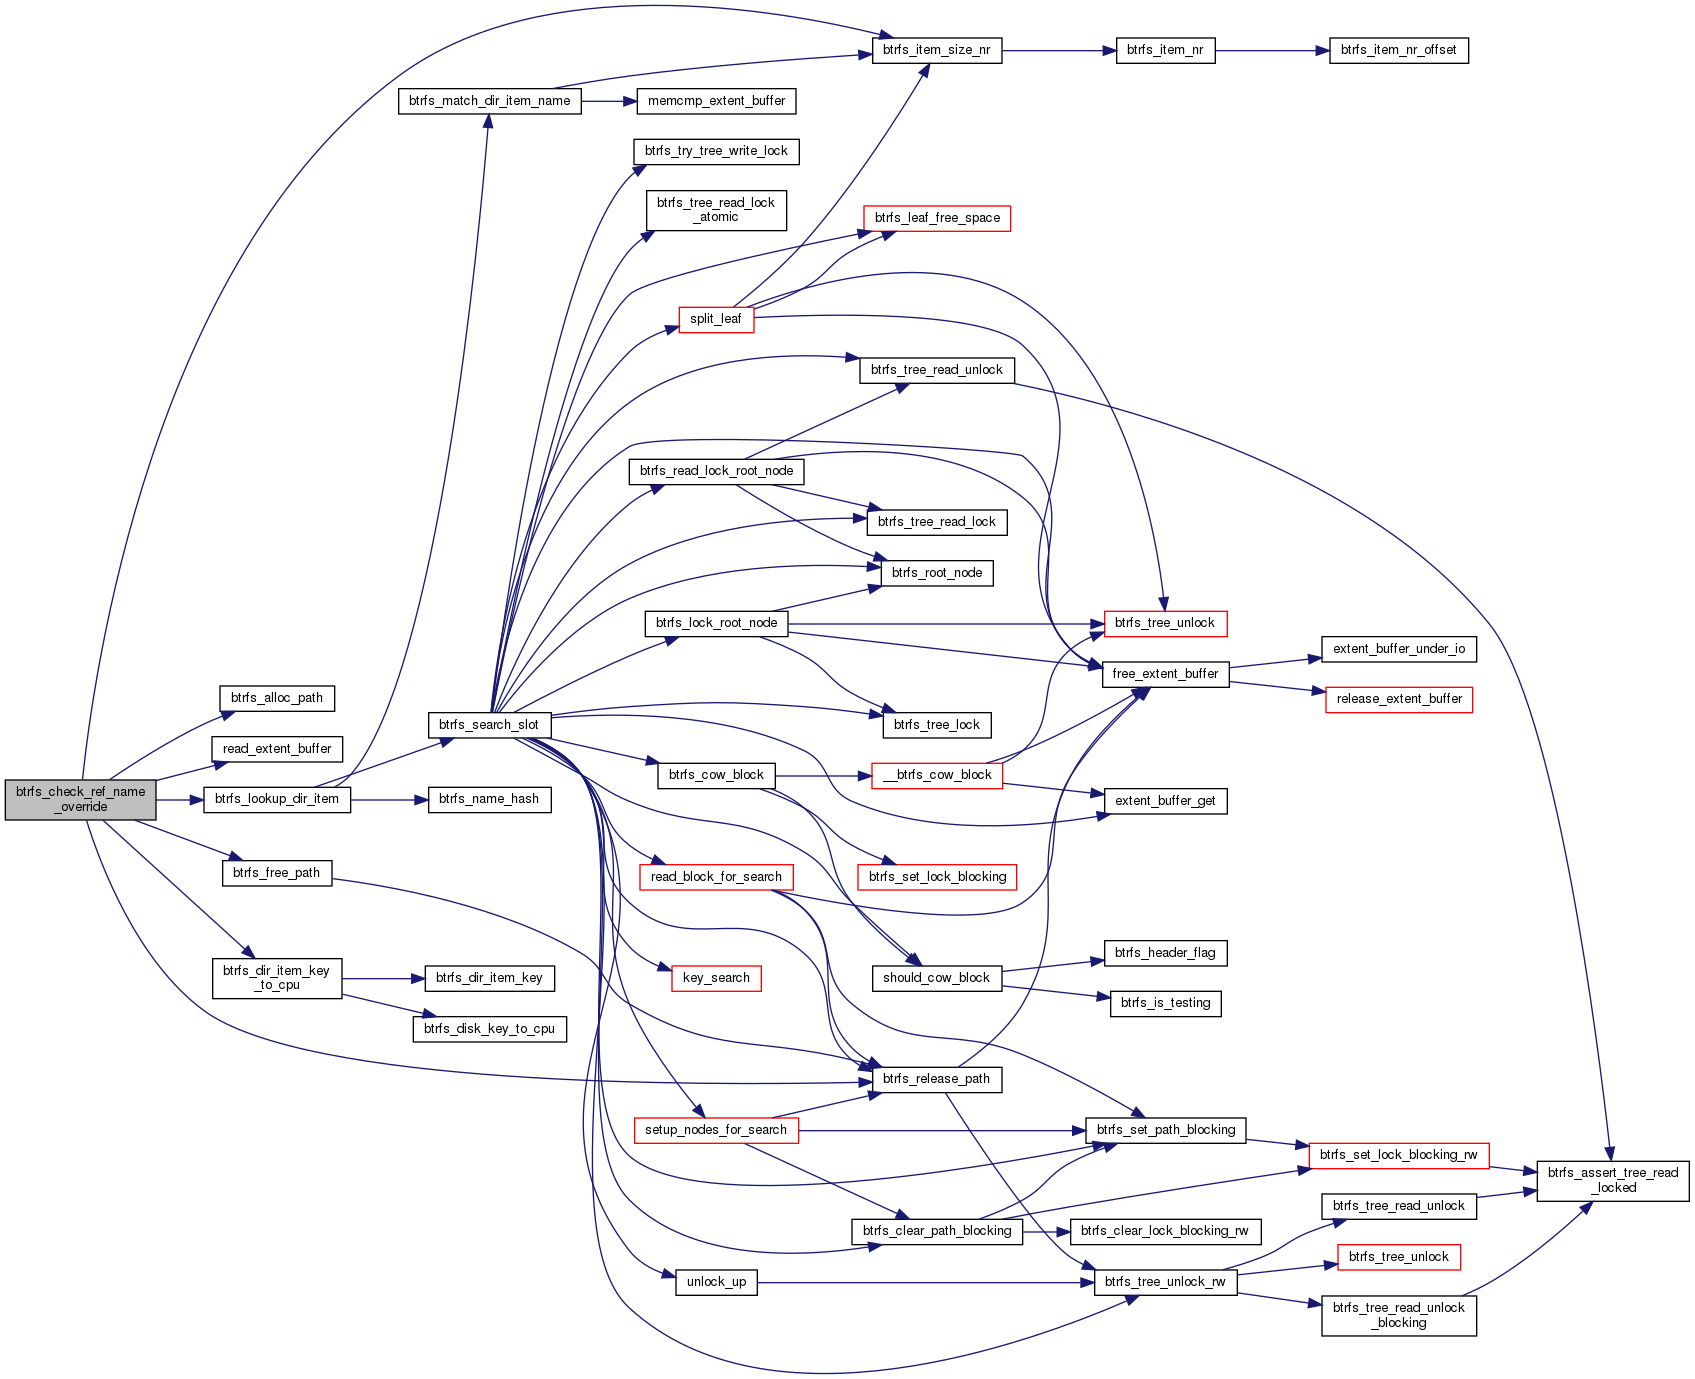 btrfs_item_size_nr
btrfs_item_nr
btrfs_item_nr_offset
btrfs_match_dir_item_name
memcmp_extent_buffer
btrfs_try_tree_write_lock
btrfs_tree_read_lock
_atomic
btrfs_leaf_free_space
split_leaf
btrfs_tree_read_unlock
btrfs_read_lock_root_node
btrfs_tree_read_lock
btrfs_root_node
btrfs_lock_root_node
btrfs_tree_unlock
extent_buffer_under_io
free_extent_buffer
release_extent_buffer
btrfs_alloc_path
btrfs_search_slot
btrfs_tree_lock
read_extent_buffer
btrfs_cow_block
__btrfs_cow_block
btrfs_check_ref_name
_override
btrfs_lookup_dir_item
btrfs_name_hash
extent_buffer_get
btrfs_free_path
read_block_for_search
btrfs_set_lock_blocking
btrfs_header_flag
btrfs_dir_item_key
_to_cpu
btrfs_dir_item_key
key_search
should_cow_block
btrfs_is_testing
btrfs_disk_key_to_cpu
btrfs_release_path
setup_nodes_for_search
btrfs_set_path_blocking
btrfs_set_lock_blocking_rw
btrfs_assert_tree_read
_locked
btrfs_tree_read_unlock
btrfs_clear_path_blocking
btrfs_clear_lock_blocking_rw
btrfs_tree_unlock
unlock_up
btrfs_tree_unlock_rw
btrfs_tree_read_unlock
_blocking